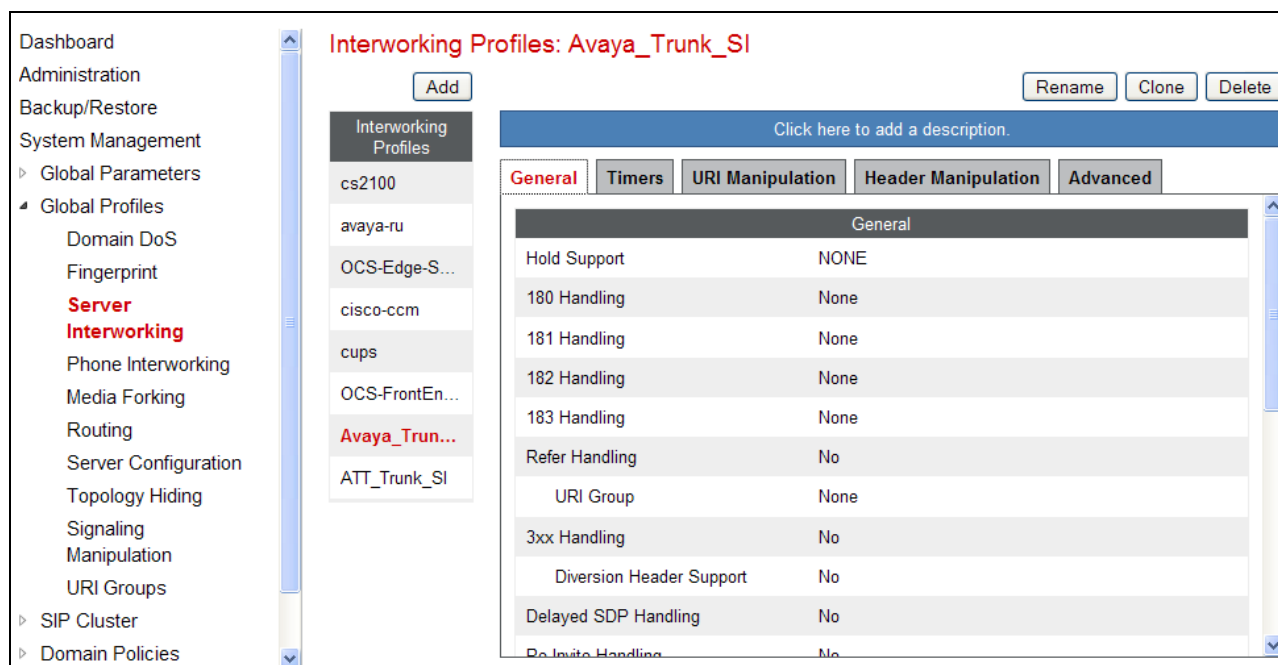 Dashboard
Administration
Backup/Restore
System Management
Global Parameters
Global Profiles
Domain DoS
Fingerprint
Server
Interworking
Phone Interworking
Media Forking
Routing
Server Configuration
Topology Hiding
Signaling
Manipulation
URI Groups
SIP Cluster
Domain Policies
Interworking Profiles: Avaya_Trunk_SI
Add
Rename Clone Delete
Interworking
Profiles
cs2100
avaya-ru
OCS-Edge-S...
cisco-ccm
cups
OCS-FrontEn...
Avaya_Trun...
ATT_Trunk_SI
Click here to add a description.
General Timers URI Manipulation Header Manipulation Advanced
General
Hold Support NONE
180 Handling None
181 Handling None
182 Handling None
183 Handling None
Refer Handling No
URI Group None
3xx Handling No
Diversion Header Support No
Delayed SDP Handling No
Re-Invite Handling No